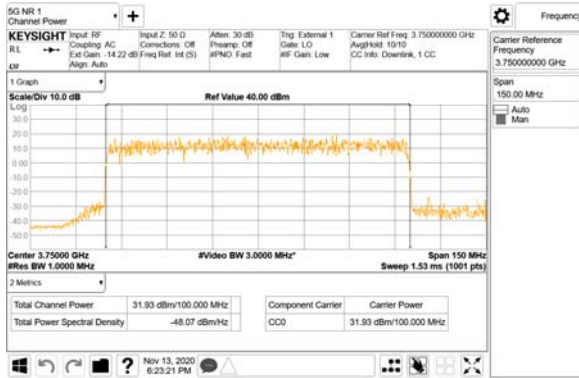 5G NR 1
Channel Power
Frequency
KEYSIGHT
RL
Input: RF
Coupling: AC
Ext Gain: -14.22 dB
Align: Auto
Input Z: 50 Ω
Corrections: Off
Freq Ref: Int (S)
Atten: 30 dB
Preamp: Off
#PNO: Fast
Trig: External 1
Gate: LO
#IF Gain: Low
Carrier Ref Freq: 3.750000000 GHz
Avg|Hold: 10/10
CC Info: Downlink, 1 CC
Carrier Reference
Frequency
3.750000000 GHz
Span
150.00 MHz
Auto
Man
1 Graph
Scale/Div 10.0 dB
Ref Value 40.00 dBm
Log
30.0
20.0
10.0
0.00
-10.0
-20.0
-30.0
-40.0
-50.0
Center 3.75000 GHz
#Video BW 3.0000 MHz*
Span 150 MHz
#Res BW 1.0000 MHz
Sweep 1.53 ms (1001 pts)
2 Metrics
Total Channel Power 31.93 dBm/100.000 MHz
Total Power Spectral Density -48.07 dBm/Hz
Component Carrier Carrier Power
CC0 31.93 dBm/100.000 MHz
?
Nov 13, 2020
6:23:21 PM